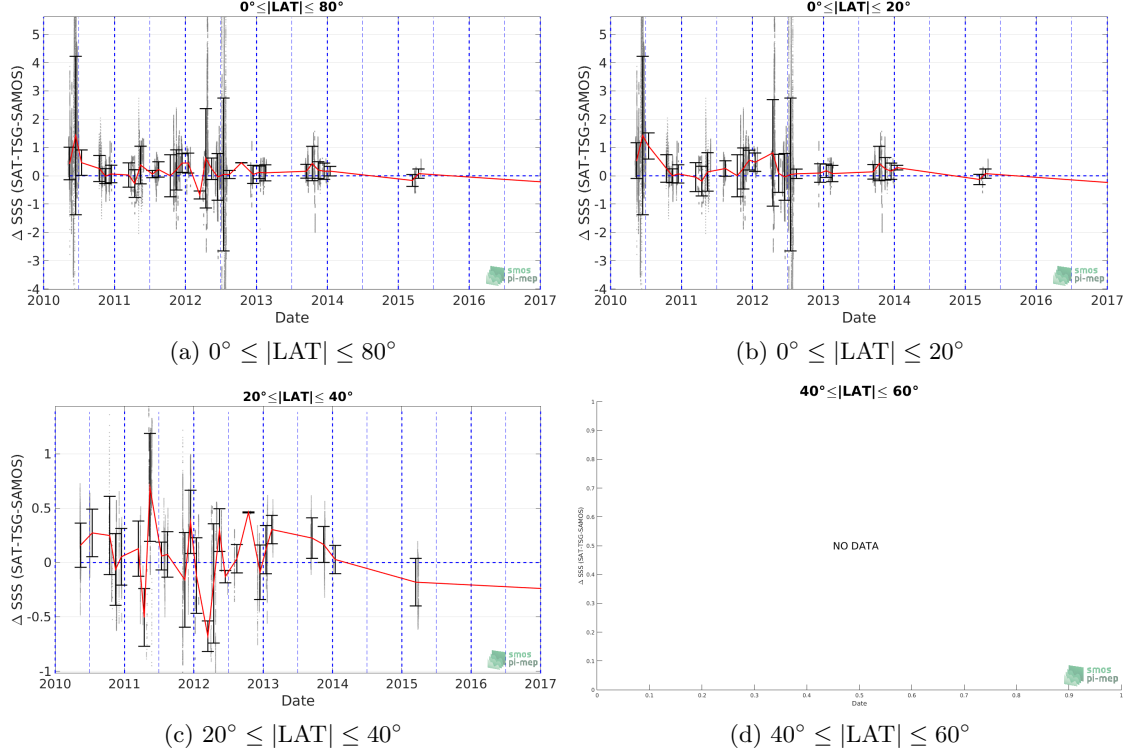 0°≤|LAT|≤ 80°
Δ SSS (SAT-TSG-SAMOS)
5
4
3
2
1
0
-1
-2
-3
-4
2010 2011 2012 2013 2014 2015 2016 2017
Date
smos
pi-mep
(a) 0° ≤ |LAT| ≤ 80°
0°≤|LAT|≤ 20°
Δ SSS (SAT-TSG-SAMOS)
5
4
3
2
1
0
-1
-2
-3
-4
2010 2011 2012 2013 2014 2015 2016 2017
Date
smos
pi-mep
(b) 0° ≤ |LAT| ≤ 20°
20°≤|LAT|≤ 40°
Δ SSS (SAT-TSG-SAMOS)
1
0.5
0
-0.5
-1
2010 2011 2012 2013 2014 2015 2016 2017
Date
smos
pi-mep
(c) 20° ≤ |LAT| ≤ 40°
40°≤|LAT|≤ 60°
Δ SSS (SAT-TSG-SAMOS)
1
0.9
0.8
0.7
0.6
0.5
0.4
0.3
0.2
0.1
0
NO DATA
0 0.1 0.2 0.3 0.4 0.5 0.6 0.7 0.8 0.9 1
Date
smos
pi-mep
(d) 40° ≤ |LAT| ≤ 60°